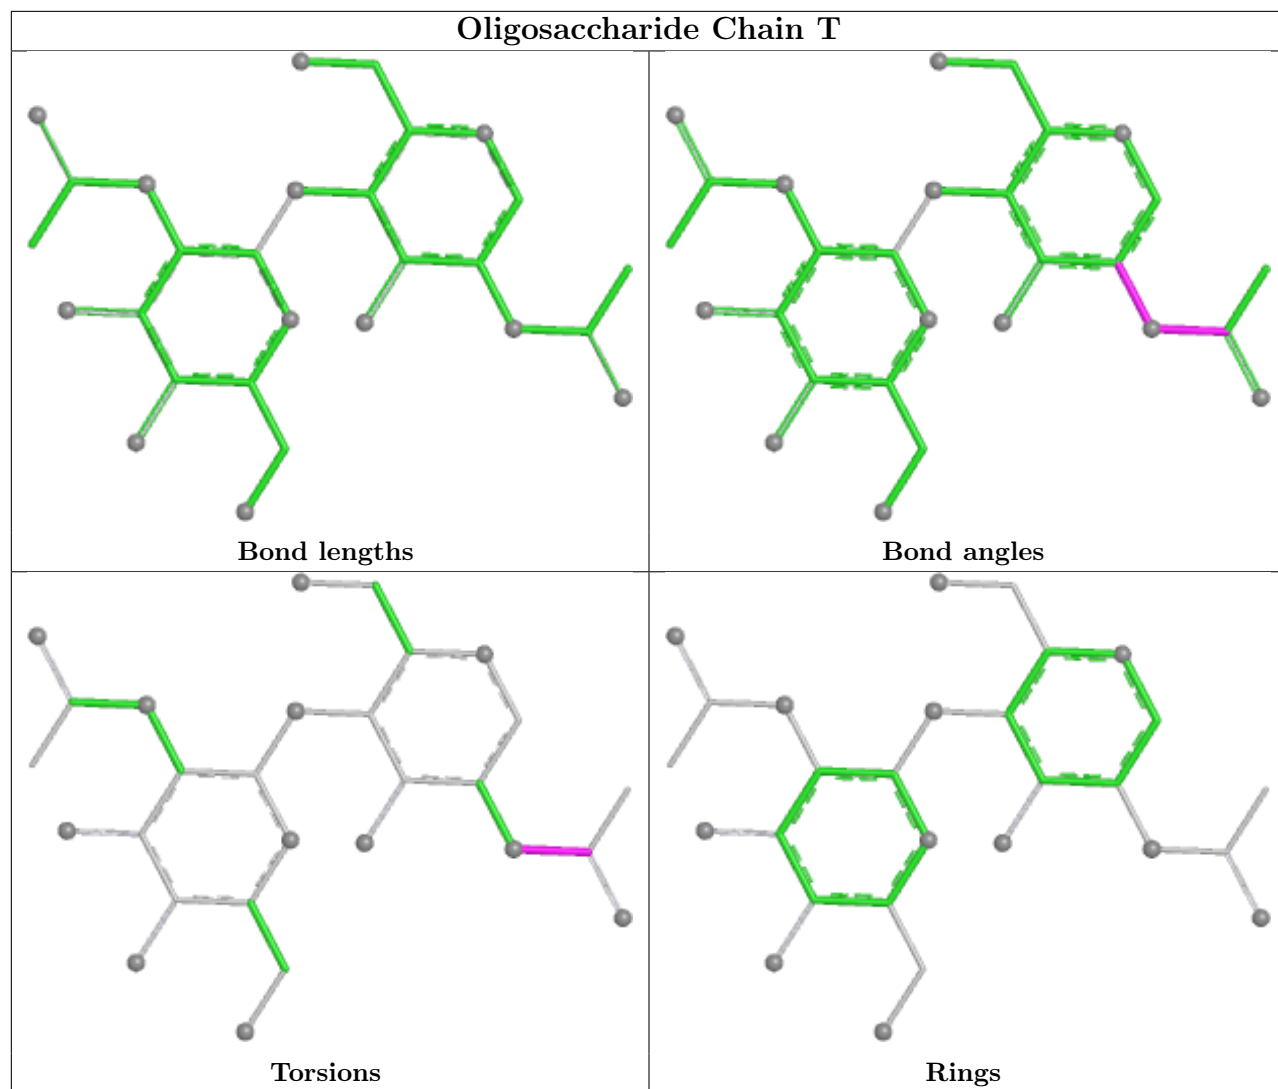 Oligosaccharide Chain T
Bond lengths
Bond angles
Torsions
Rings